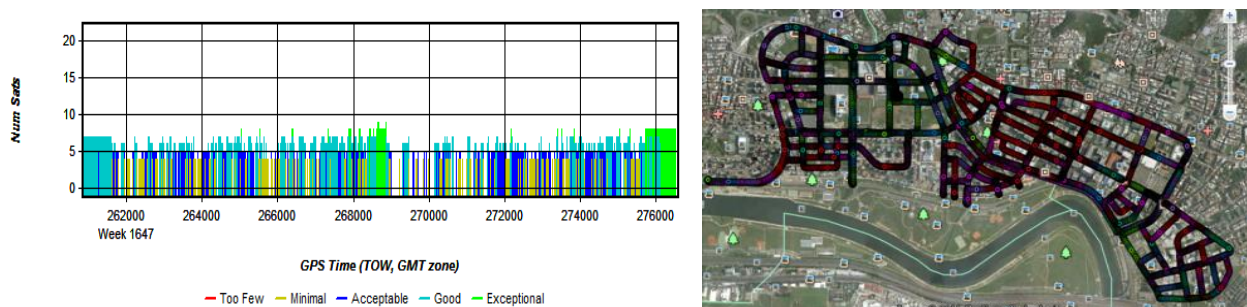 20
15
10
5
0
Num Sats
262000 264000 266000 268000 270000 272000 274000 276000
Week 1647
GPS Time (TOW, GMT zone)
Too Few Minimal Acceptable Good Exceptional